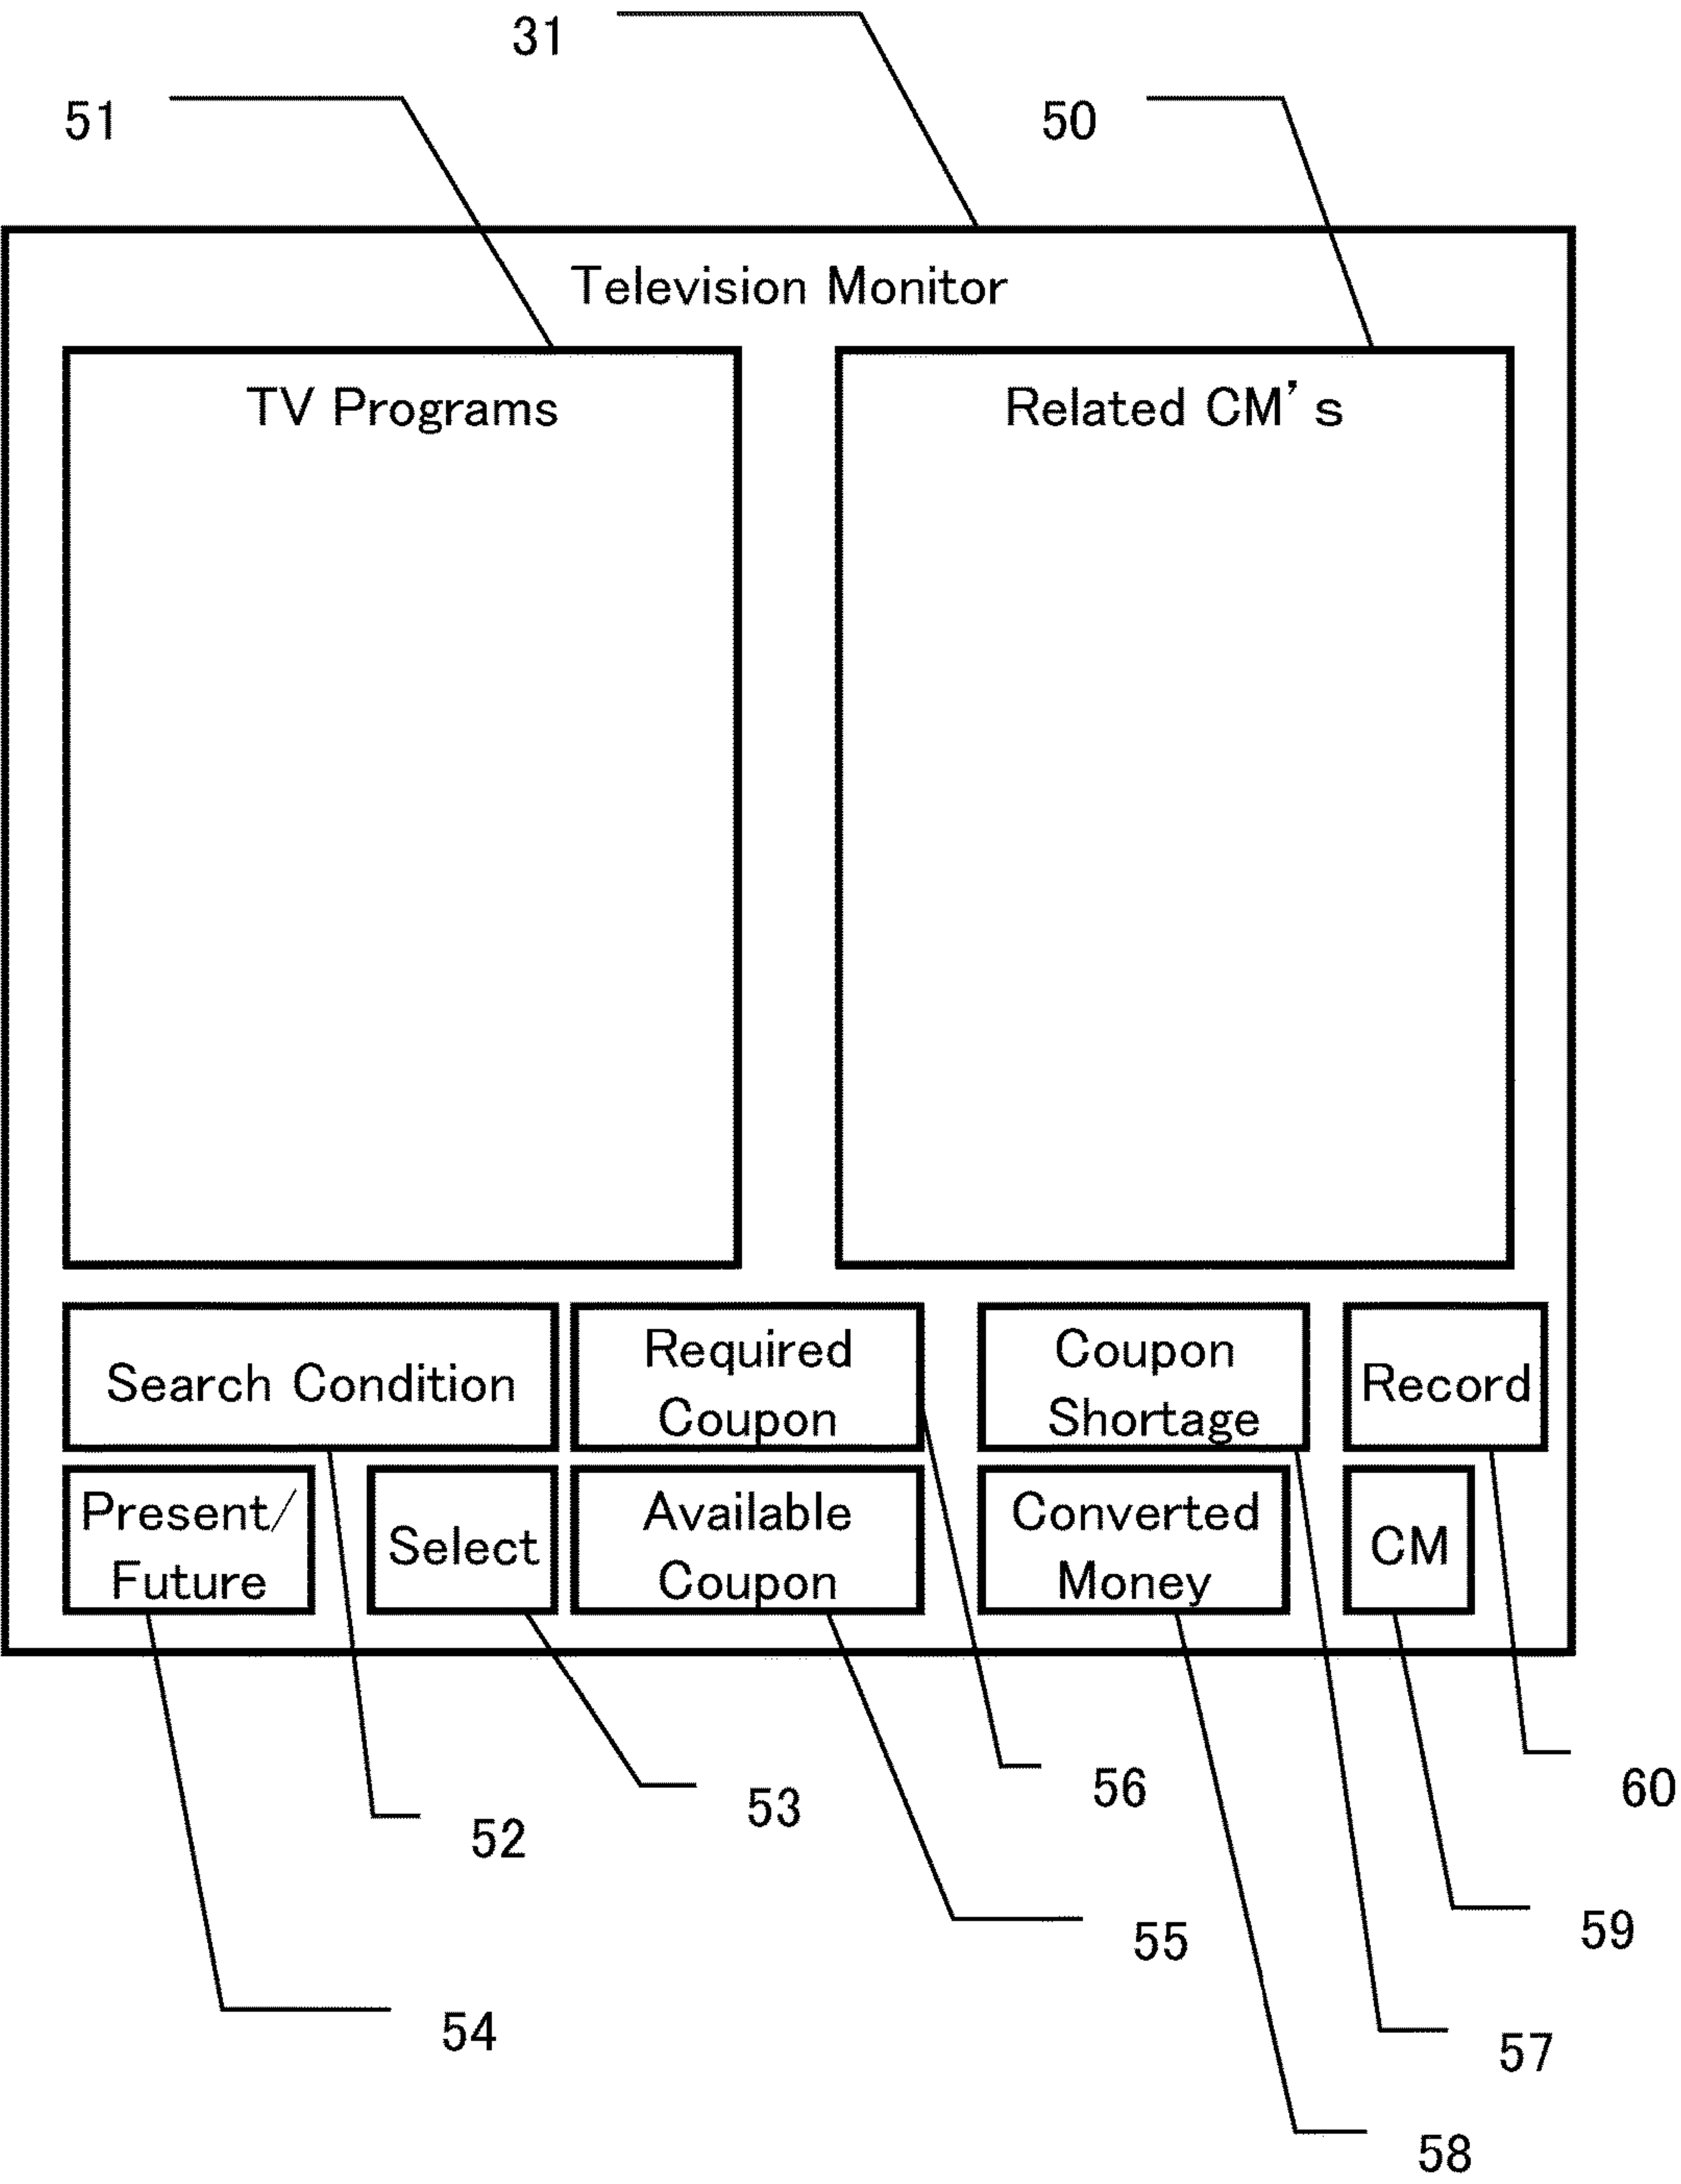 31
51
50
Television Monitor
TV Programs
Related CM's
Search Condition
Required
Coupon
Coupon
Shortage
Record
Present/
Future
Select
Available
Coupon
Converted
Money
CM
56
60
53
52
59
55
54
57
58